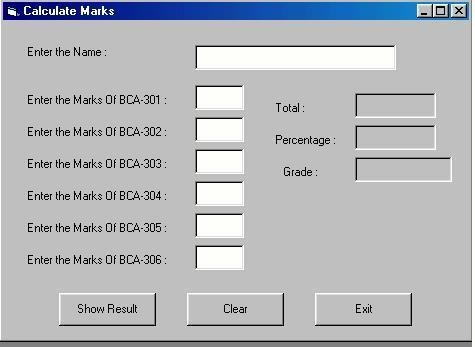 Calculate Marks
Enter the Name :
Enter the Marks Of BCA-301 :
Enter the Marks Of BCA-302 :
Enter the Marks Of BCA-303 :
Enter the Marks Of BCA-304 :
Enter the Marks Of BCA-305 :
Enter the Marks Of BCA-306 :
Total :
Percentage :
Grade :
Show Result
Clear
Exit